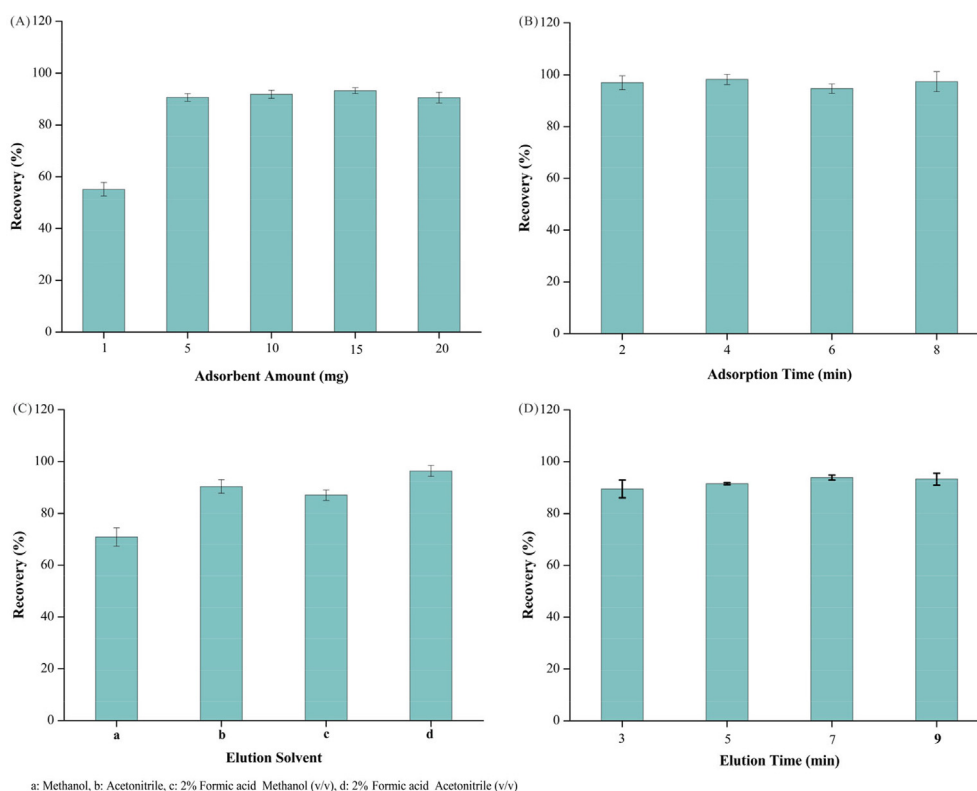 (A)
120
100
80
60
40
20
0
Recovery (%)
1 5 10 15 20
Adsorbent Amount (mg)
(B)
120
100
80
60
40
20
0
Recovery (%)
2 4 6 8
Adsorption Time (min)
(C)
120
100
80
60
40
20
0
Recovery (%)
a b c d
Elution Solvent
(D)
120
100
80
60
40
20
0
Recovery (%)
3 5 7 9
Elution Time (min)
a: Methanol, b: Acetonitrile, c: 2% Formic acid Methanol (v/v), d: 2% Formic acid Acetonitrile (v/v)